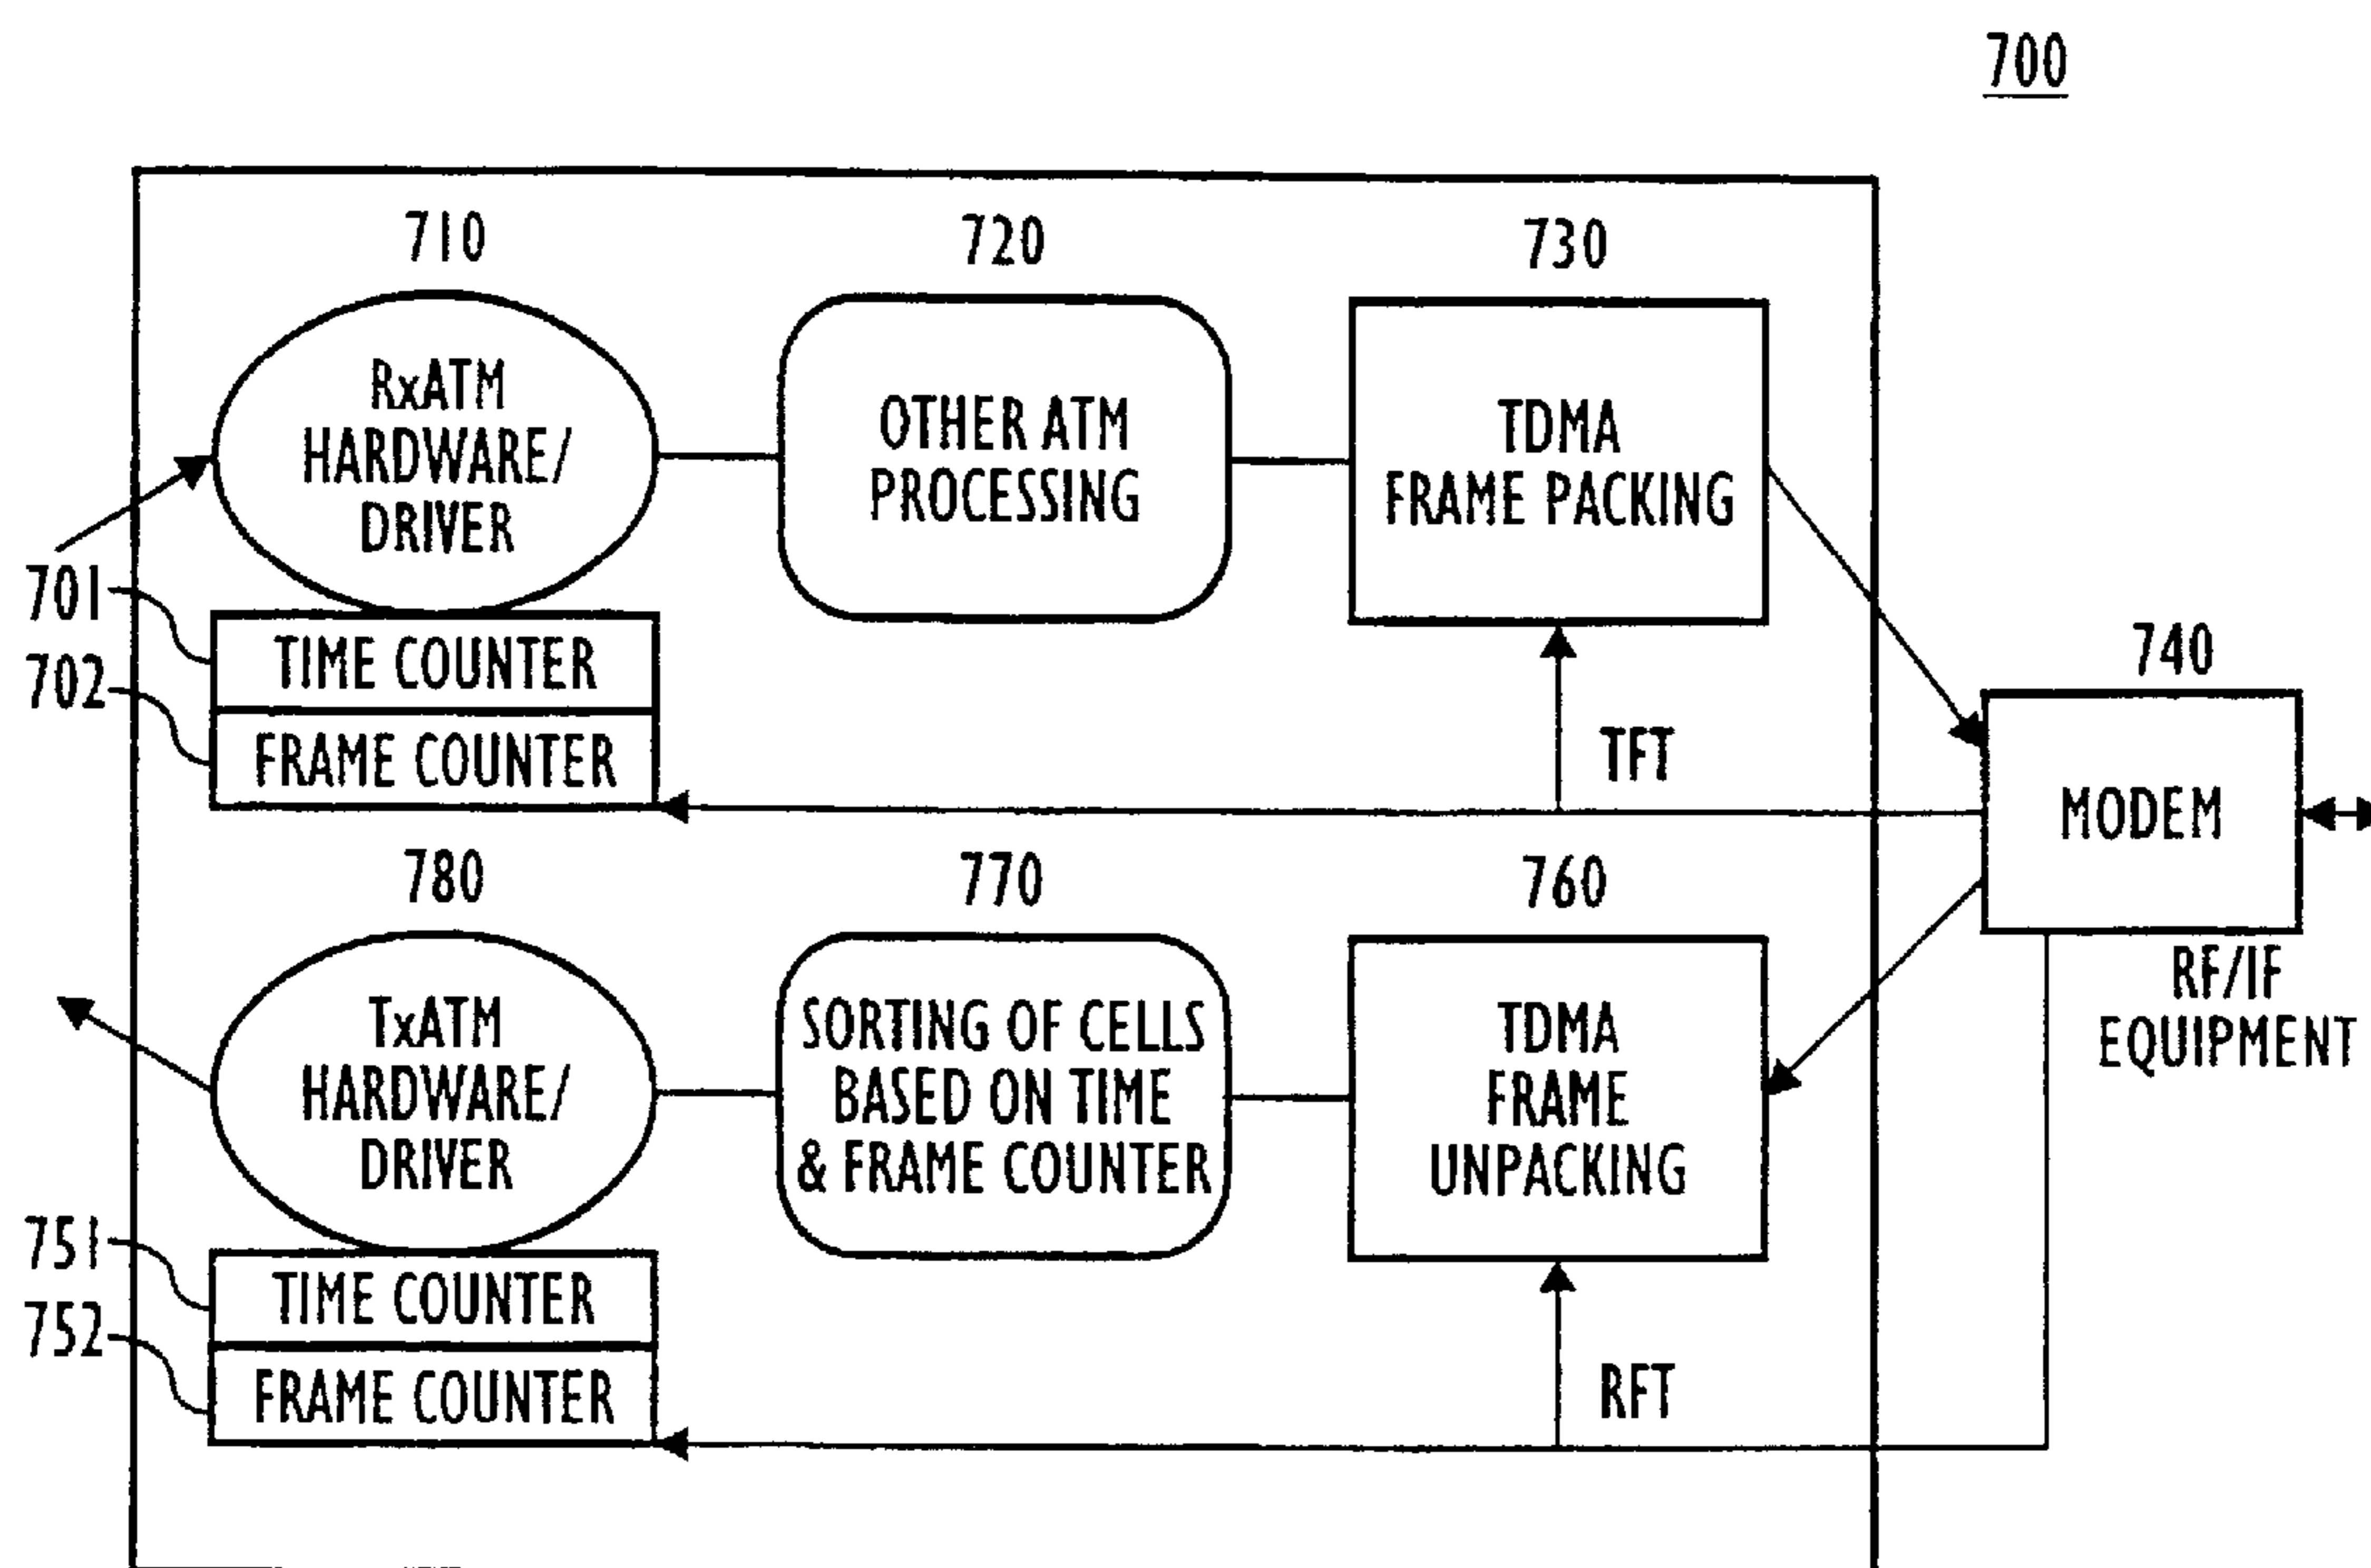 700
710
720
730
RxATM
HARDWARE/
DRIVER
OTHER ATM
PROCESSING
TDMA
FRAME PACKING
701
TIME COUNTER
702
FRAME COUNTER
TFT
740
MODEM
RF/IF
EQUIPMENT
780
770
760
TxATM
HARDWARE/
DRIVER
SORTING OF CELLS
BASED ON TIME
& FRAME COUNTER
TDMA
FRAME
UNPACKING
751
TIME COUNTER
752
FRAME COUNTER
RFT